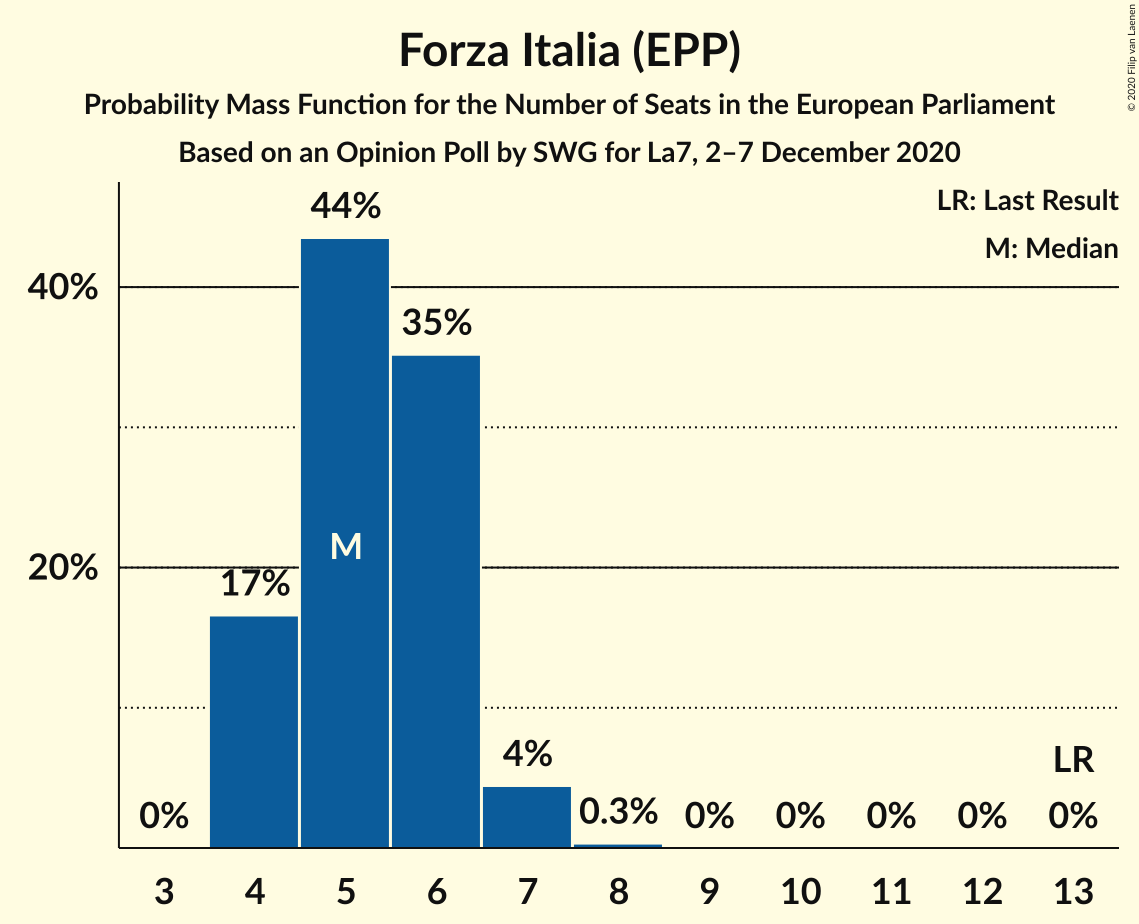 © 2020 Filip van Laenen
Forza Italia (EPP)
Probability Mass Function for the Number of Seats in the European Parliament
Based on an Opinion Poll by SWG for La7, 2–7 December 2020
LR: Last Result
M: Median
44%
40%
35%
M
20%
17%
4%
LR
0%
0.3%
0%
0%
0%
0%
0%
3 4 5 6 7 8 9 10 11 12 13